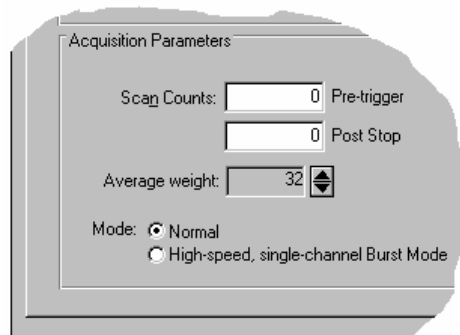 Acquisition Parameters
Scan Counts: 0 Pre-trigger
0 Post Stop
Average weight: 32
Mode: Normal
High-speed, single-channel Burst Mode